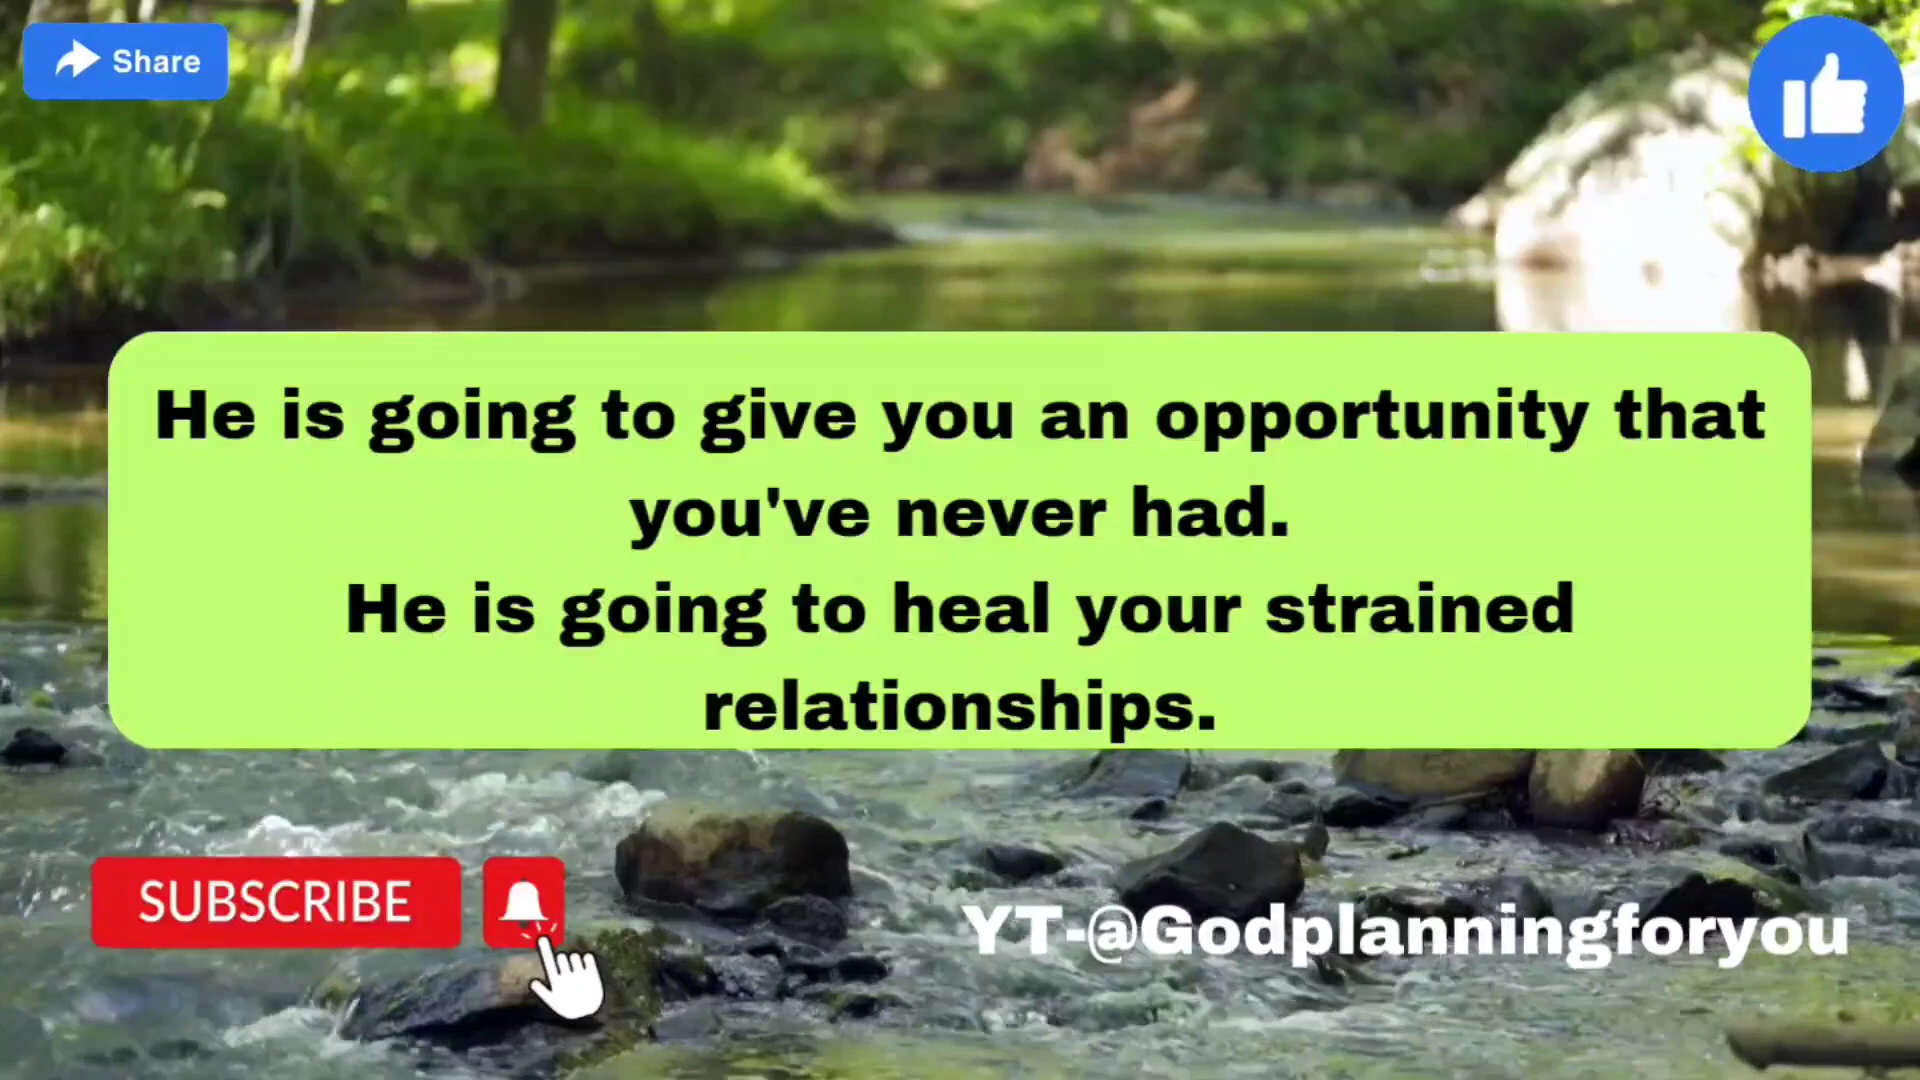 Share
He is going to give you an opportunity that
you've never had.
He is going to heal your strained
relationships.
SUBSCRIBE
YT-@Godplanningforyou